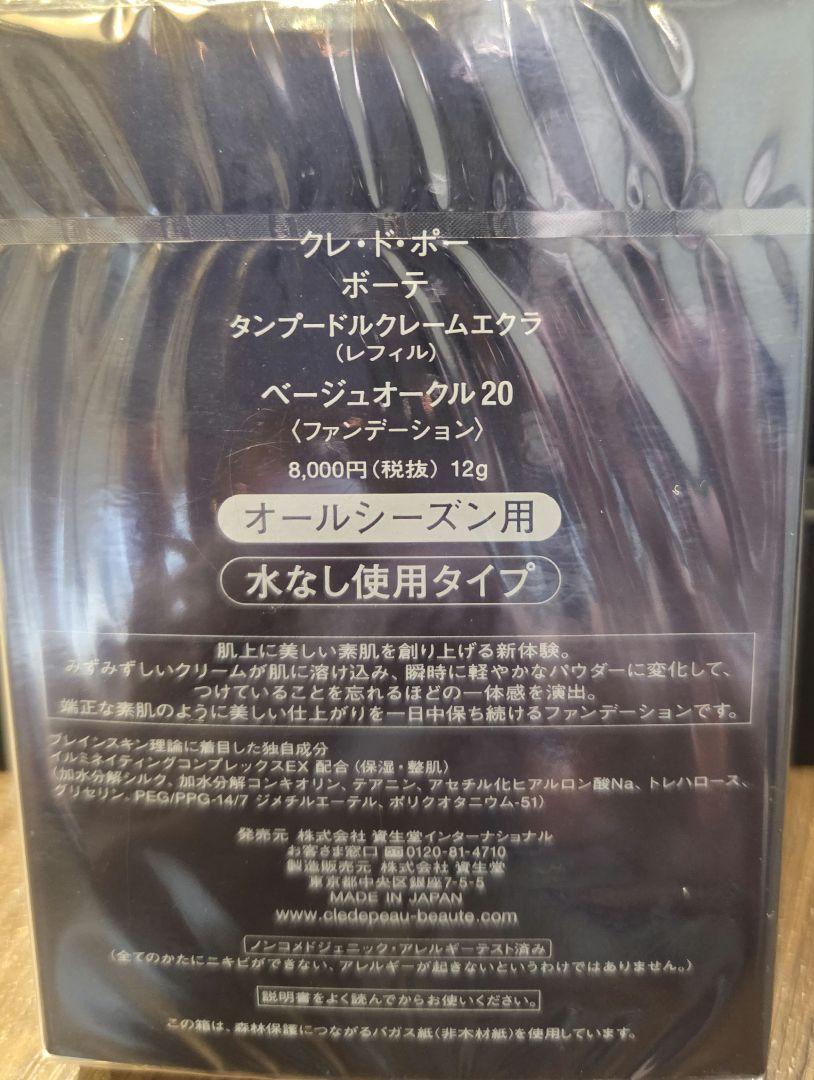 クレ・ド・ポー
ボーテ
タンプードルクレームエクラ
(レフィル)
ベージュオークル20
〈ファンデーション〉
8,000円(税抜) 12g
オールシーズン用
水なし使用タイプ
肌上に美しい素肌を創り上げる新体験。
みずみずしいクリームが肌に溶け込み、瞬時に軽やかなパウダーに変化して、
つけていることを忘れるほどの一体感を演出。
端正な素肌のように美しい仕上がりを一日中保ち続けるファンデーションです。
ブレインスキン理論に着目した独自成分
イルミネイティングコンプレックスEX 配合(保湿・整肌)
(加水分解シルク、加水分解コンキオリン、テアニン、アセチル化ヒアルロン酸Na、トレハロース、
グリセリン、PEG/PPG-14/7 ジメチルエーテル、ポリクオタニウム-51)
発売元 株式会社 資生堂インターナショナル
お客さま窓口 0120-81-4710
製造販売元 株式会社 資生堂
東京都中央区銀座7-5-5
MADE IN JAPAN
www.cledepeau-beaute.com
ノンコメドジェニック・アレルギーテスト済み
(全てのかたにニキビができない、アレルギーが起きないというわけではありません。)
説明書をよく読んでからお使いください。
この箱は、森林保護につながるバガス紙(非木材紙)を使用しています。